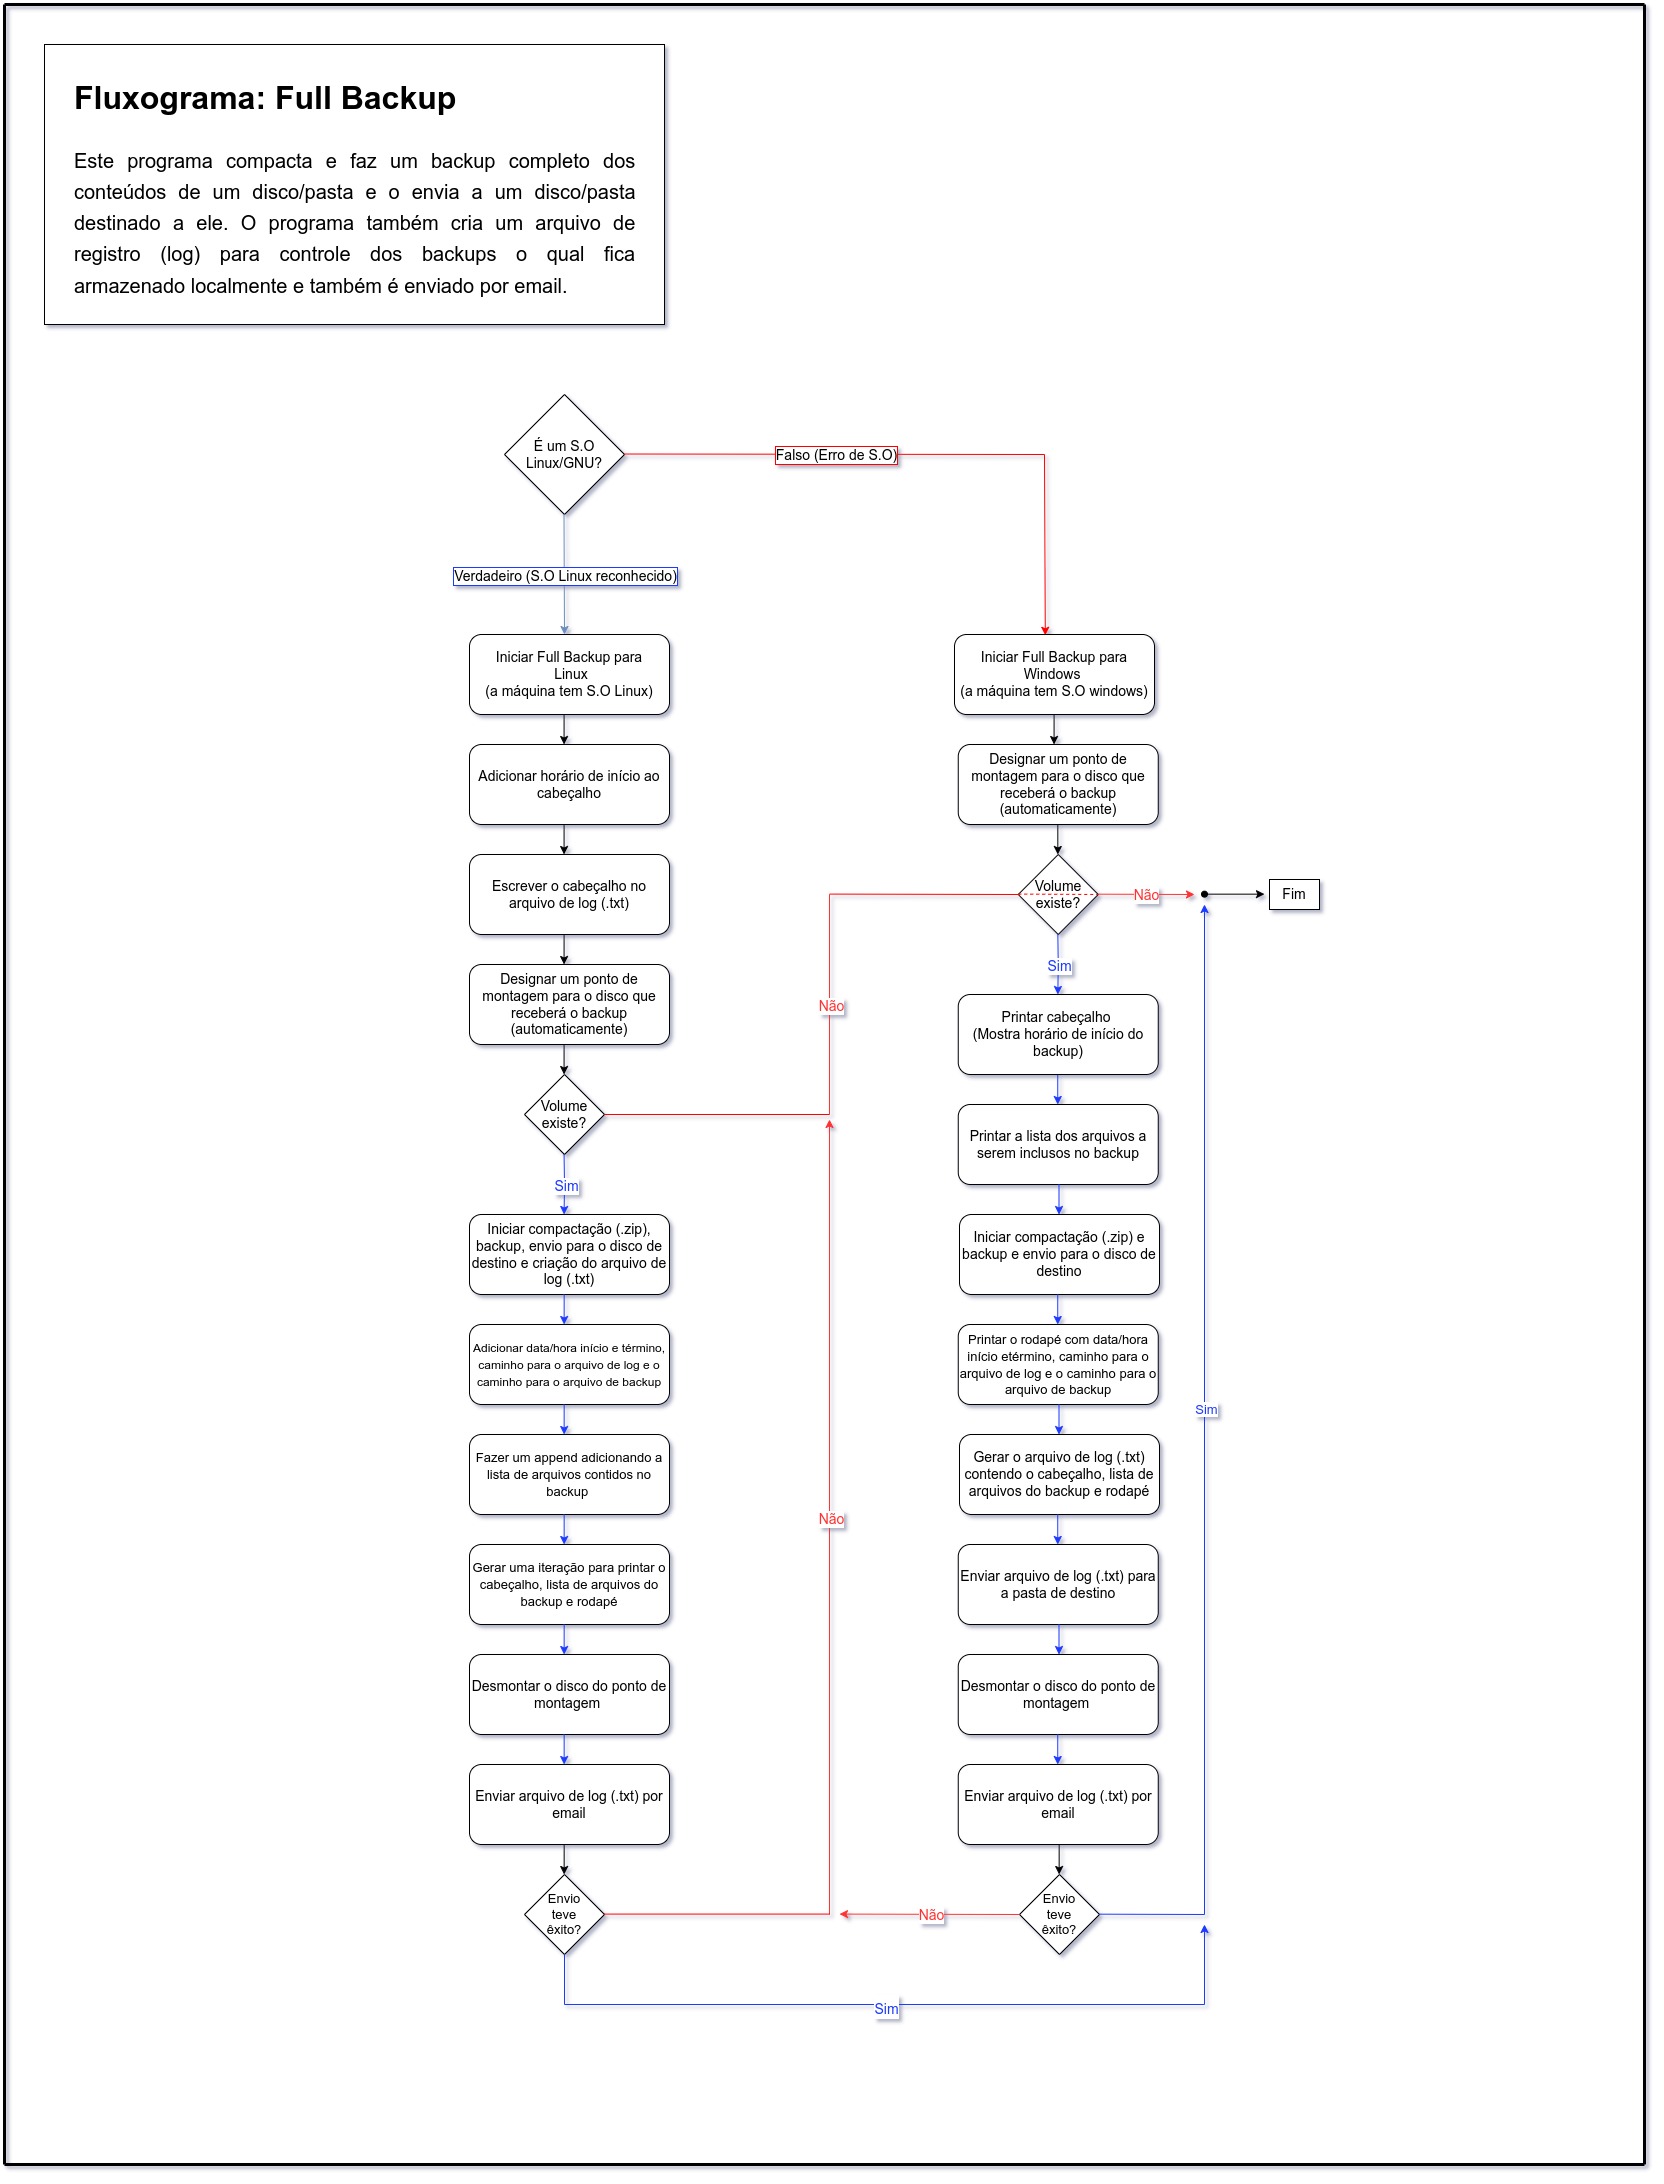 Fluxograma: Full Backup
Este programa compacta e faz um backup completo dos
conteúdos de um disco/pasta e o envia a um disco/pasta
destinado a ele. O programa também cria um arquivo de
registro (log) para controle dos backups o qual fica
armazenado localmente e também é enviado por email.
É um S.O
Linux/GNU?
Falso (Erro de S.O)
Verdadeiro (S.O Linux reconhecido)
Iniciar Full Backup para
Linux
(a máquina tem S.O Linux)
Adicionar horário de início ao
cabeçalho
Escrever o cabeçalho no
arquivo de log (.txt)
Designar um ponto de
montagem para o disco que
receberá o backup
(automaticamente)
Volume
existe?
Não
Sim
Iniciar compactação (.zip),
backup, envio para o disco de
destino e criação do arquivo de
log (.txt)
Adicionar data/hora início e término,
caminho para o arquivo de log e o
caminho para o arquivo de backup
Fazer um append adicionando a
lista de arquivos contidos no
backup
Gerar uma iteração para printar o
cabeçalho, lista de arquivos do
backup e rodapé
Desmontar o disco do ponto de
montagem
Enviar arquivo de log (.txt) por
email
Envio
teve
êxito?
Não
Sim
Iniciar Full Backup para
Windows
(a máquina tem S.O windows)
Designar um ponto de
montagem para o disco que
receberá o backup
(automaticamente)
Volume
existe?
Não
Fim
Sim
Printar cabeçalho
(Mostra horário de início do
backup)
Printar a lista dos arquivos a
serem inclusos no backup
Iniciar compactação (.zip) e
backup e envio para o disco de
destino
Printar o rodapé com data/hora
início etérmino, caminho para o
arquivo de log e o caminho para o
arquivo de backup
Gerar o arquivo de log (.txt)
contendo o cabeçalho, lista de
arquivos do backup e rodapé
Enviar arquivo de log (.txt) para
a pasta de destino
Desmontar o disco do ponto de
montagem
Enviar arquivo de log (.txt) por
email
Envio
teve
êxito?
Não
Sim